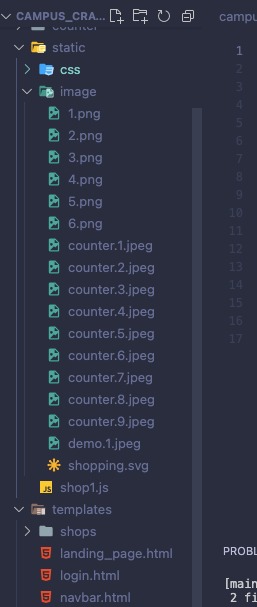 CAMPUS_CRA...
campu
counter
static
css
image
1.png
2.png
3.png
4.png
5.png
6.png
counter.1.jpeg
counter.2.jpeg
counter.3.jpeg
counter.4.jpeg
counter.5.jpeg
counter.6.jpeg
counter.7.jpeg
counter.8.jpeg
counter.9.jpeg
demo.1.jpeg
shopping.svg
JS shop1.js
templates
shops
landing_page.html
login.html
navbar.html
1
2
3
4
5
6
7
8
9
10
11
12
13
14
15
16
17
PROBL
[main
2 fi